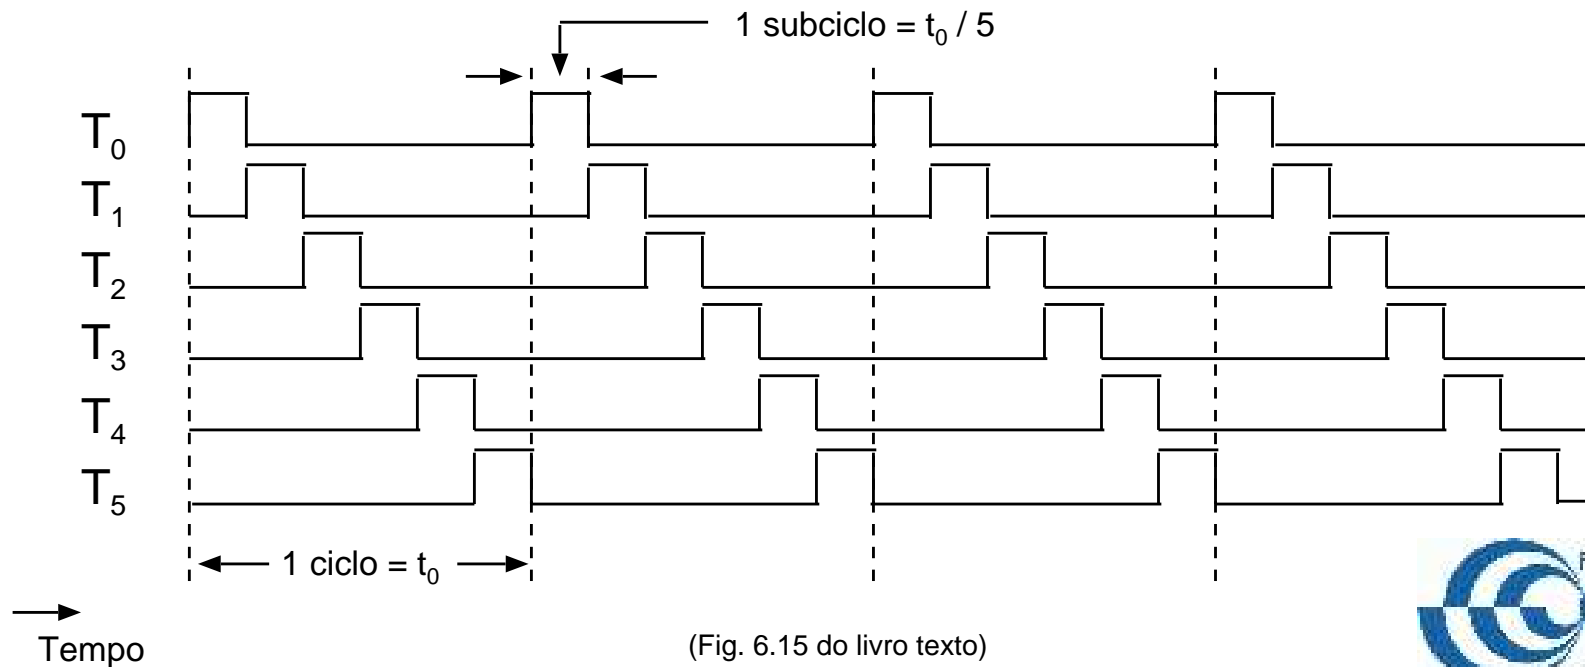 1 subciclo = t₀ / 5
T₀
T₁
T₂
T₃
T₄
T₅
1 ciclo = t₀
Tempo
(Fig. 6.15 do livro texto)